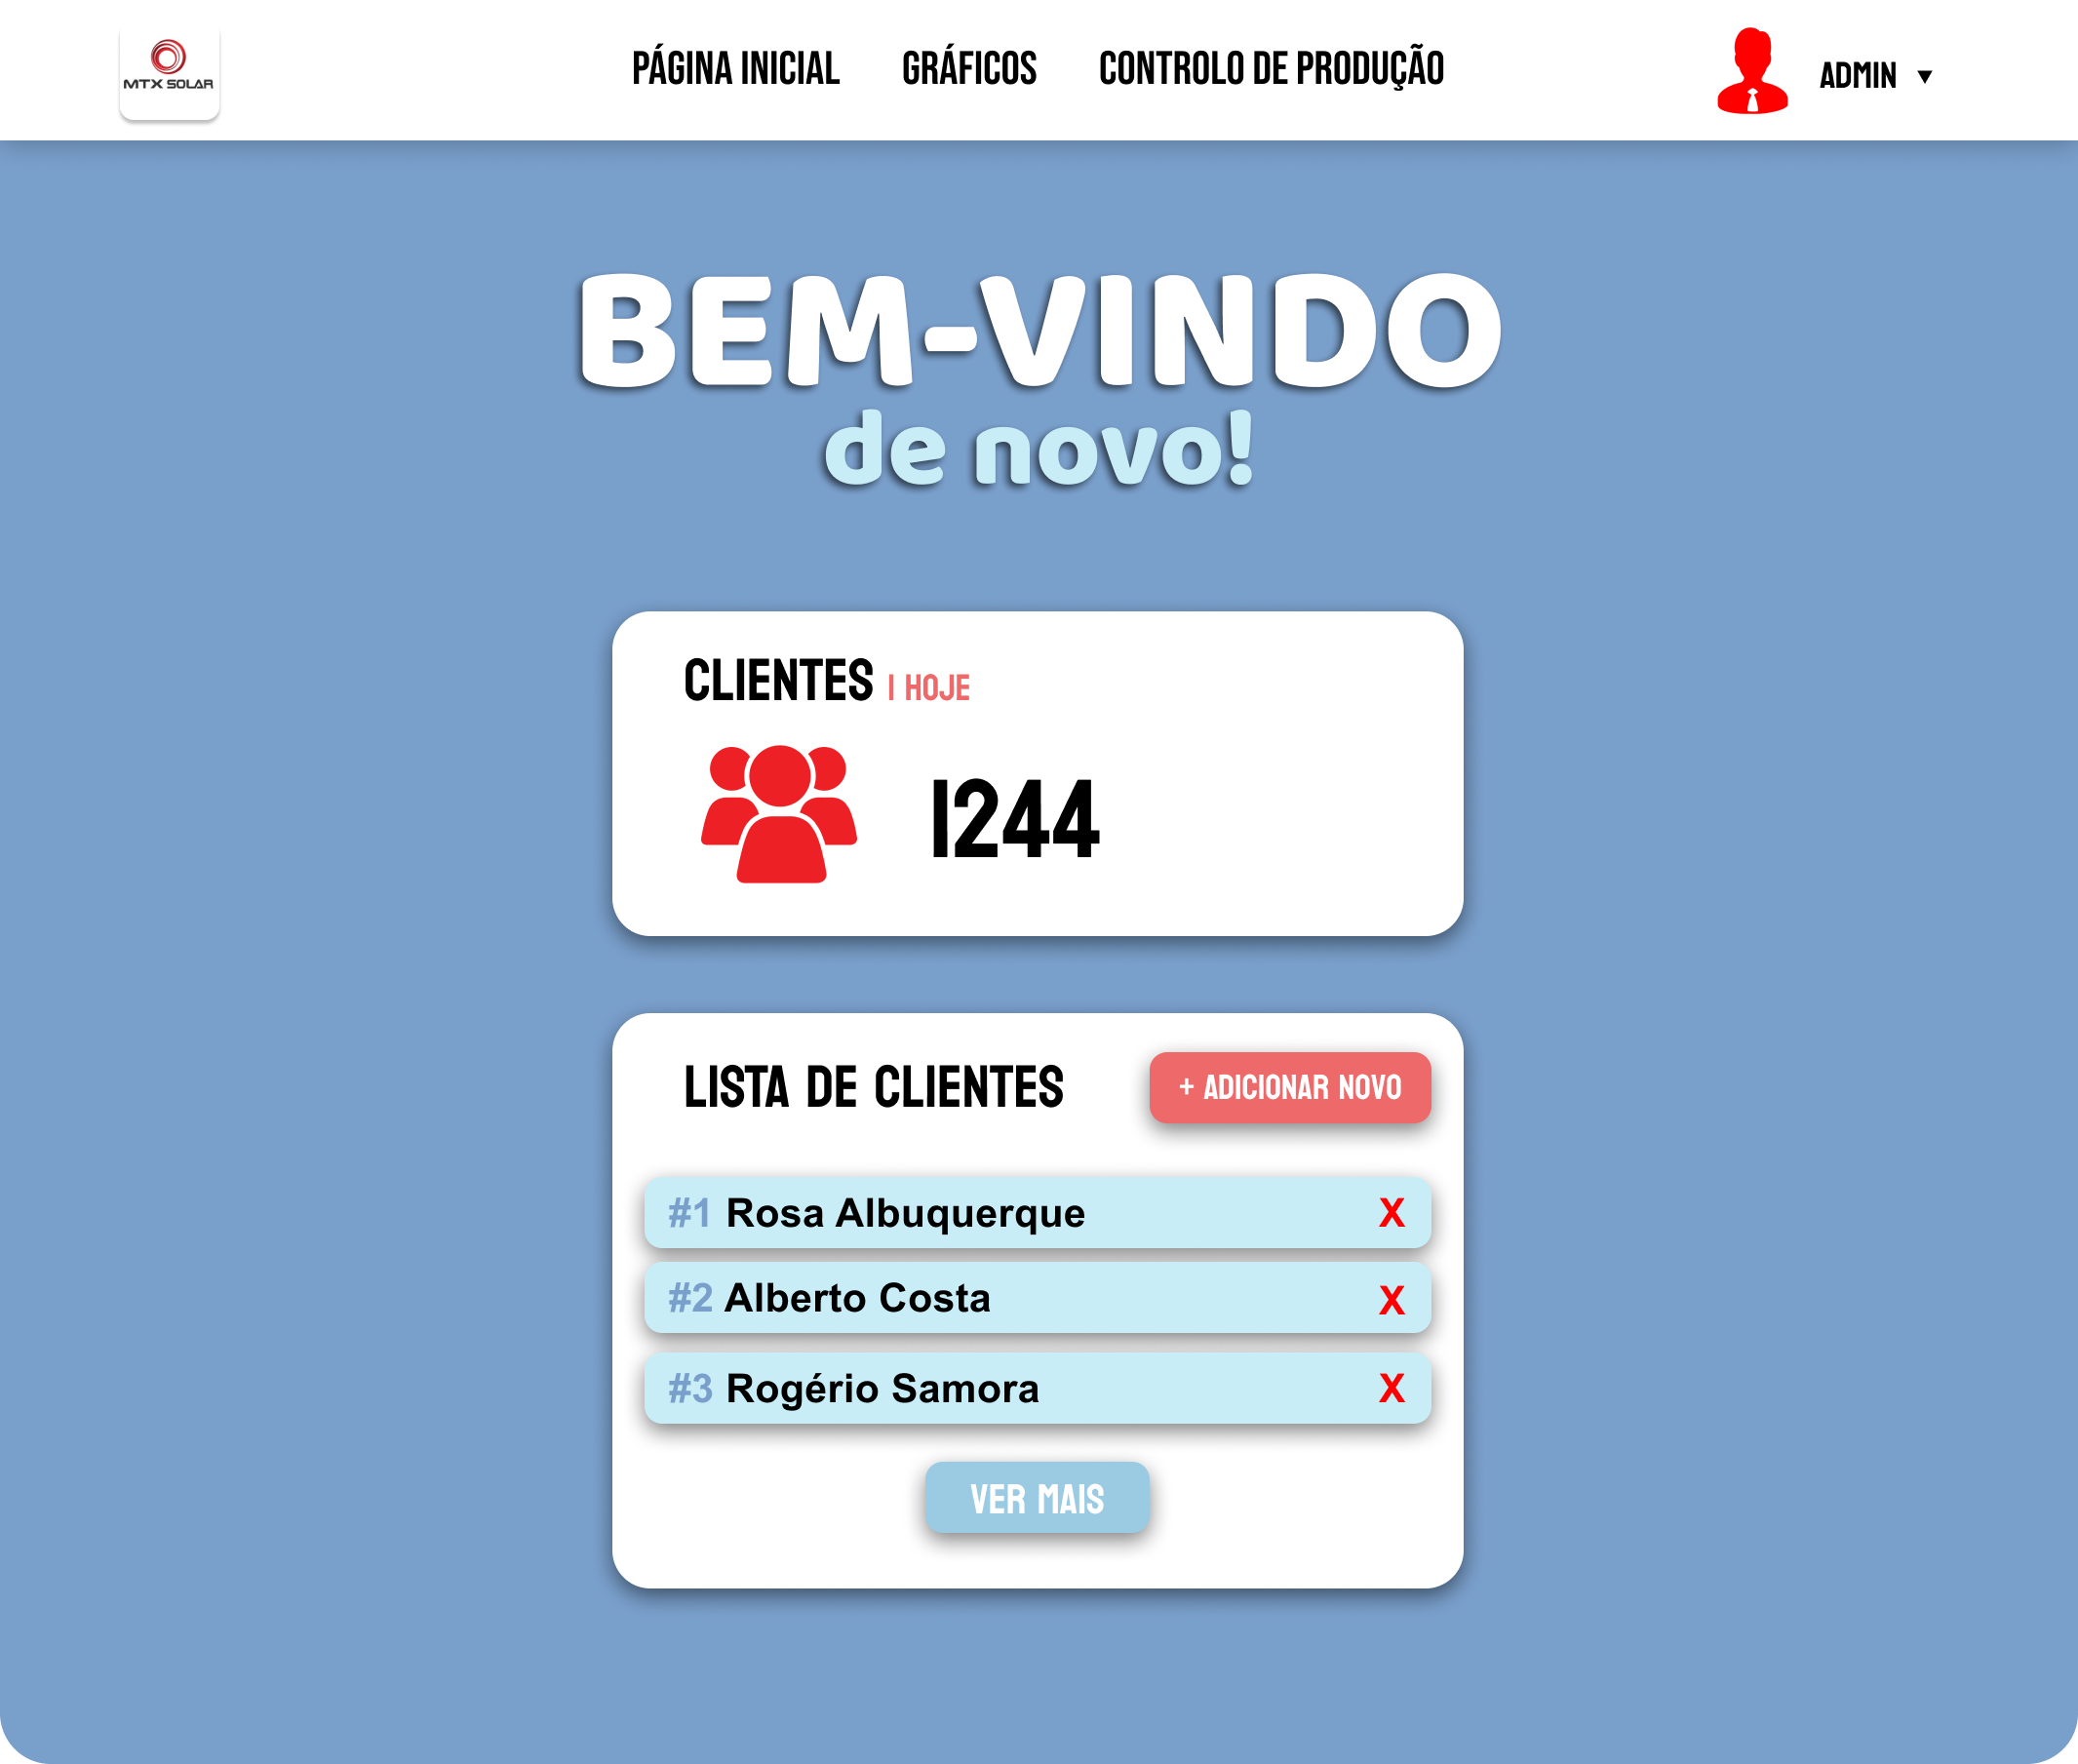 MTX SOLAR
PÁGINA INICIAL
GRÁFICOS
CONTROLO DE PRODUÇÃO
ADMIN ▼
BEM-VINDO
de novo!
CLIENTES | HOJE
1244
LISTA DE CLIENTES
+ ADICIONAR NOVO
#1 Rosa Albuquerque X
#2 Alberto Costa X
#3 Rogério Samora X
VER MAIS